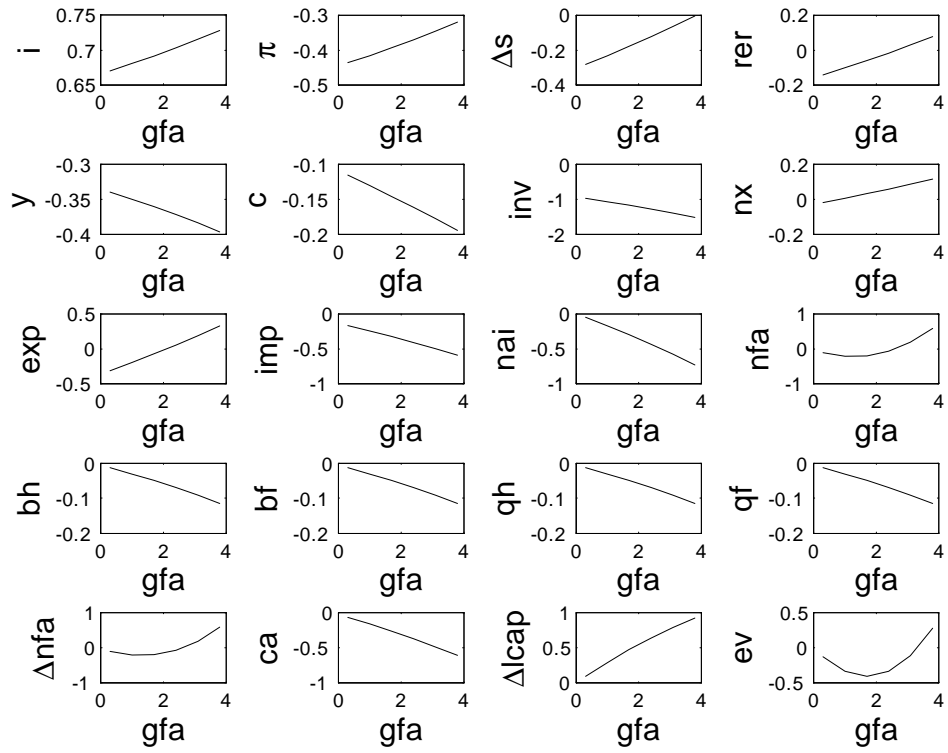 i
0.75
0.7
0.65
0 2 4
gfa
π
-0.3
-0.4
-0.5
0 2 4
gfa
Δs
0
-0.2
-0.4
0 2 4
gfa
rer
0.2
0
-0.2
0 2 4
gfa
y
-0.3
-0.35
-0.4
0 2 4
gfa
c
-0.1
-0.15
-0.2
0 2 4
gfa
inv
0
-1
-2
0 2 4
gfa
nx
0.2
0
-0.2
0 2 4
gfa
exp
0.5
0
-0.5
0 2 4
gfa
imp
0
-0.5
-1
0 2 4
gfa
nai
0
-0.5
-1
0 2 4
gfa
nfa
1
0
-1
0 2 4
gfa
bh
0
-0.1
-0.2
0 2 4
gfa
bf
0
-0.1
-0.2
0 2 4
gfa
qh
0
-0.1
-0.2
0 2 4
gfa
qf
0
-0.1
-0.2
0 2 4
gfa
Δnfa
1
0
-1
0 2 4
gfa
ca
0
-0.5
-1
0 2 4
gfa
Δlcap
1
0.5
0
0 2 4
gfa
ev
0.5
0
-0.5
0 2 4
gfa